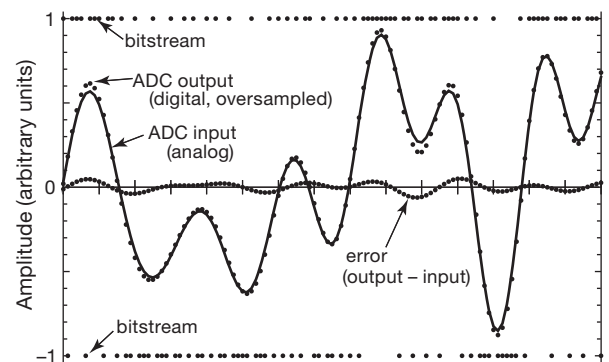 1
bitstream
ADC output
(digital, oversampled)
ADC input
(analog)
0
error
(output – input)
bitstream
–1
Amplitude (arbitrary units)